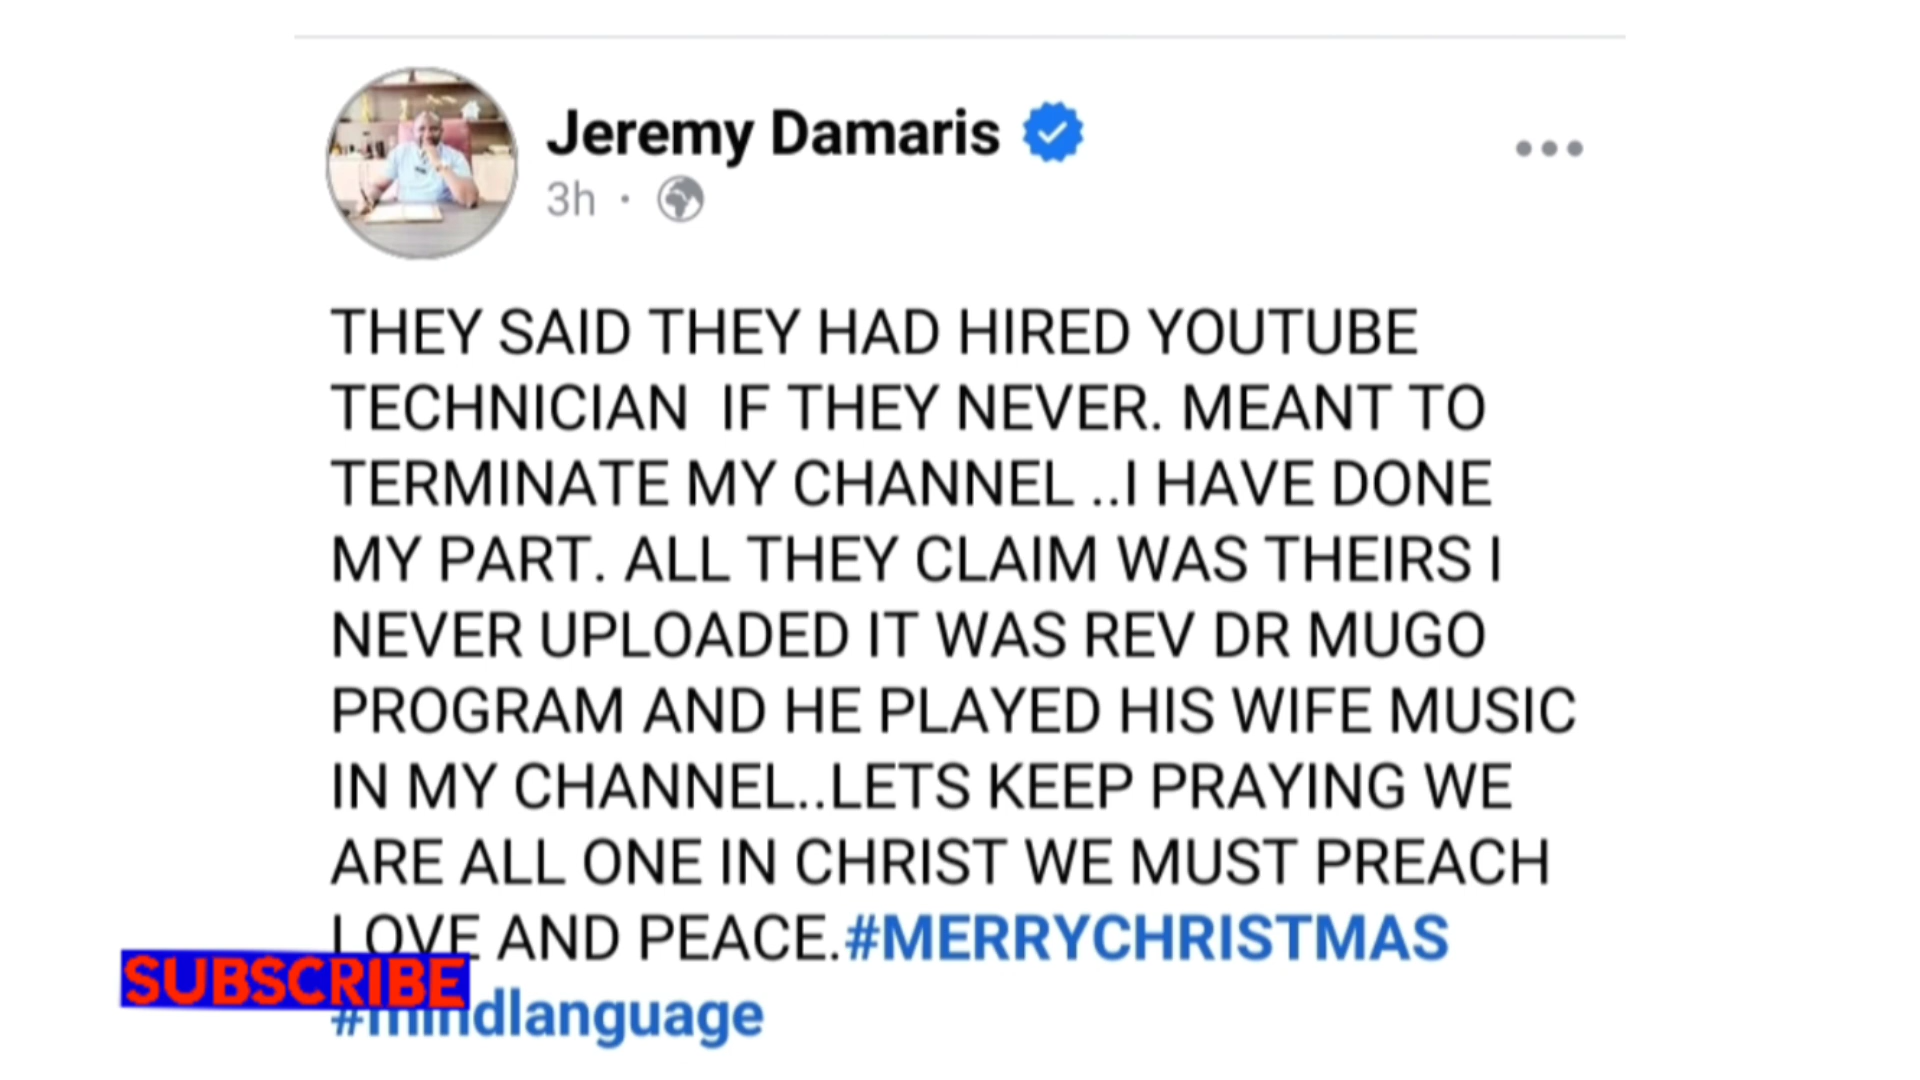 Jeremy Damaris
3h ·
THEY SAID THEY HAD HIRED YOUTUBE
TECHNICIAN  IF THEY NEVER. MEANT TO
TERMINATE MY CHANNEL ..I HAVE DONE
MY PART. ALL THEY CLAIM WAS THEIRS I
NEVER UPLOADED IT WAS REV DR MUGO
PROGRAM AND HE PLAYED HIS WIFE MUSIC
IN MY CHANNEL..LETS KEEP PRAYING WE
ARE ALL ONE IN CHRIST WE MUST PREACH
LOVE AND PEACE.#MERRYCHRISTMAS
SUBSCRIBE
#mindlanguage